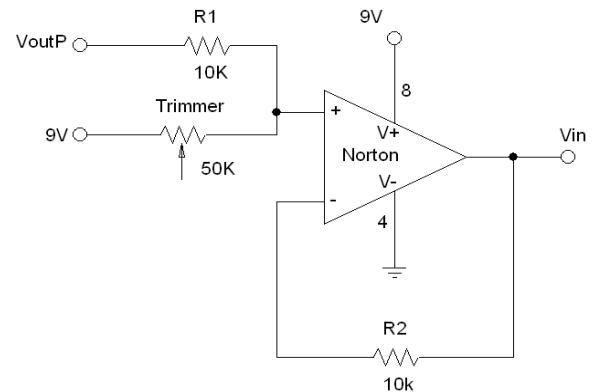 R1
9V
VoutP
10K
8
Trimmer
+
V+
9V
Norton
Vin
50K
V-
-
4
R2
10k